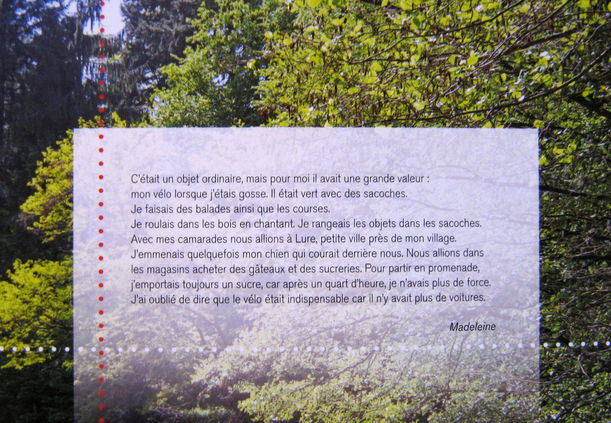 C'était un objet ordinaire, mais pour moi il avait une grande valeur :
mon vélo lorsque j'étais gosse. Il était vert avec des sacoches.
Je faisais des balades ainsi que les courses.
Je roulais dans les bois en chantant. Je rangeais les objets dans les sacoches.
Avec mes camarades nous allions à Lure, petite ville près de mon village.
J'emmenais quelquefois mon chien qui courait derrière nous. Nous allions dans
les magasins acheter des gâteaux et des sucreries. Pour partir en promenade,
j'emportais toujours un sucre, car après un quart d'heure, je n'avais plus de force.
J'ai oublié de dire que le vélo était indispensable car il n'y avait plus de voitures.
Madeleine